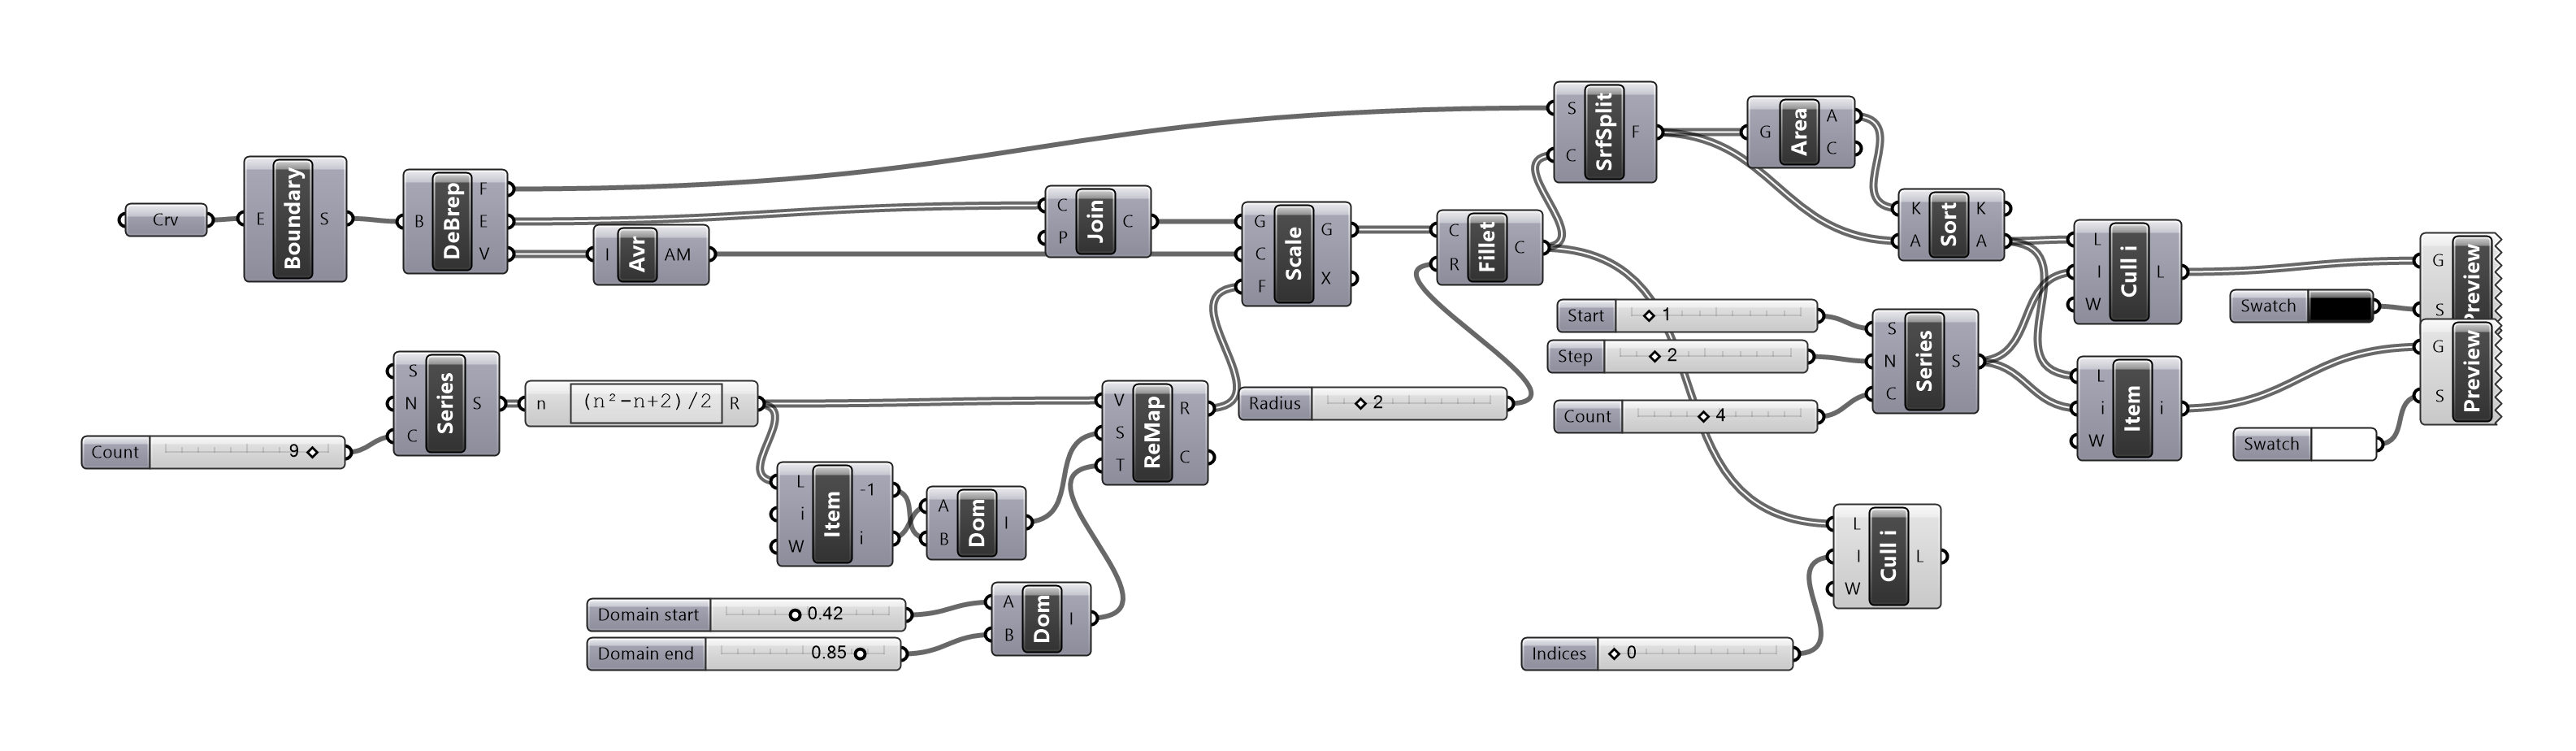 Crv
E Boundary S
B DeBrep F E V
I Avr AM
C P Join C
G C F Scale G X
C R Fillet C
S C SrfSplit F
G Area A C
K A Sort K A
L I W Cull i L
Swatch
G S Preview
Start 1
Step 2
Count 4
S N C Series S
L i W Item i
G S Preview
Swatch
Count 9
S N C Series S
n (n²-n+2)/2 R
V S T ReMap R C
Radius 2
L i W Item -1 i
A B Dom I
Domain start 0.42
Domain end 0.85
A B Dom I
L I W Cull i L
Indices 0